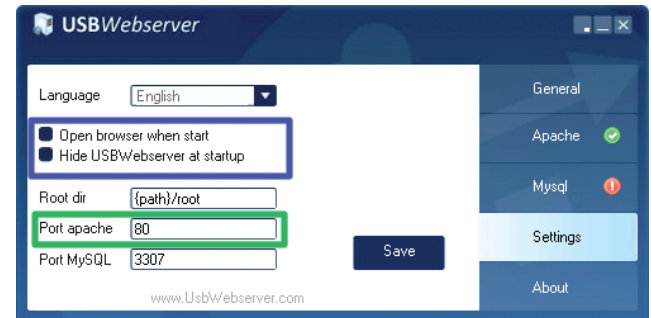 USBWebserver
Language English
Open browser when start
Hide USBWebserver at startup
Root dir {path}/root
Port apache 80
Port MySQL 3307
Save
www.UsbWebserver.com
General
Apache
Mysql
Settings
About